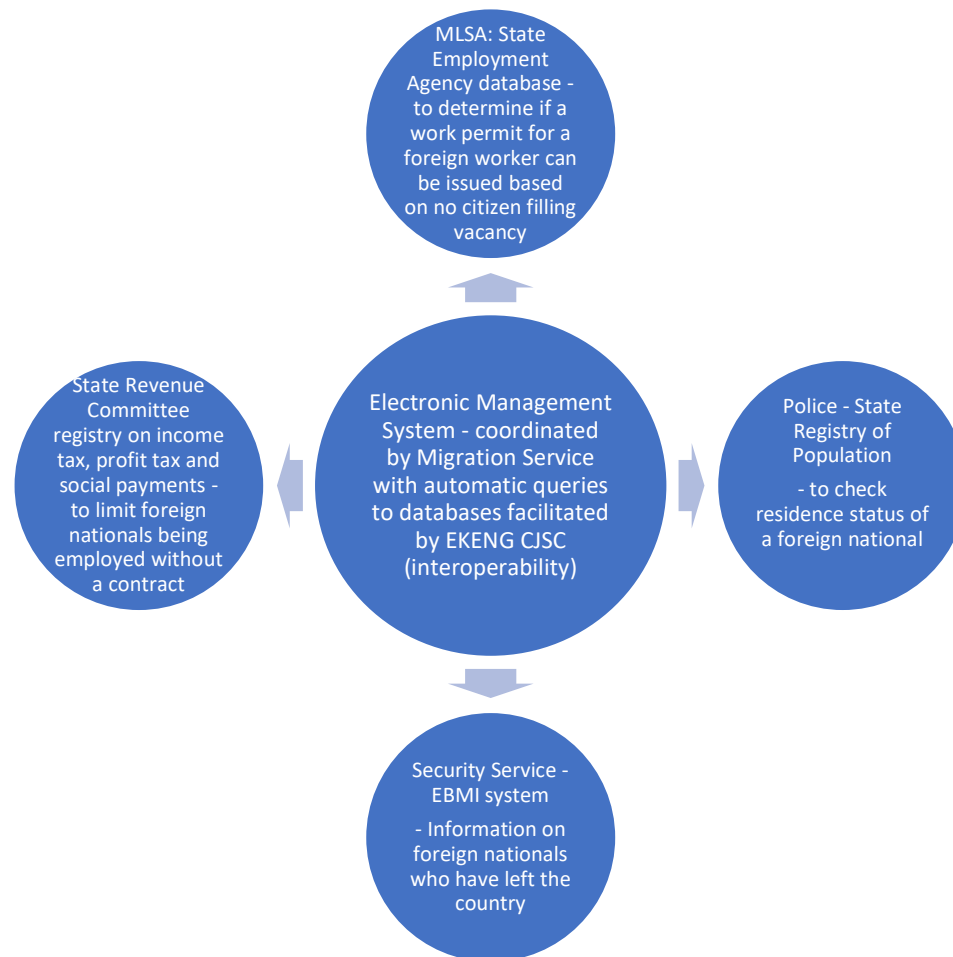 MLSA: State
Employment
Agency database -
to determine if a
work permit for a
foreign worker can
be issued based
on no citizen filling
vacancy
State Revenue
Committee
registry on income
tax, profit tax and
social payments -
to limit foreign
nationals being
employed without
a contract
Electronic Management
System - coordinated
by Migration Service
with automatic queries
to databases facilitated
by EKENG CJSC
(interoperability)
Police - State
Registry of
Population
- to check
residence status of
a foreign national
Security Service -
EBMI system
- Information on
foreign nationals
who have left the
country